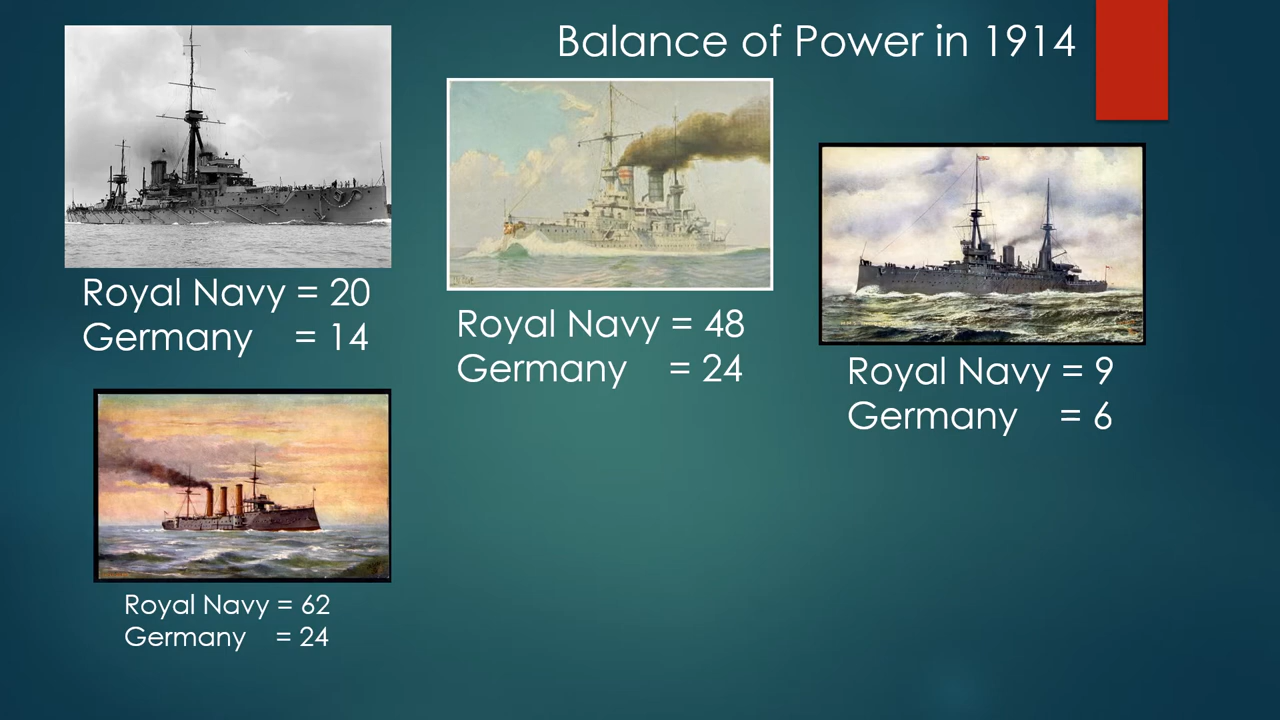 Balance of Power in 1914
Royal Navy = 20
Germany = 14
Royal Navy = 48
Germany = 24
Royal Navy = 9
Germany = 6
Royal Navy = 62
Germany = 24